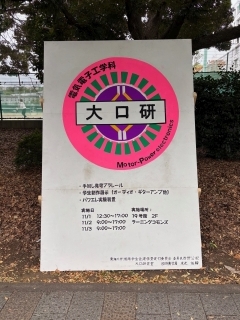 電気電子工学科
大口研
Motor・Power electronics
・手回し発電プラレール
・学生製作展示（オーディオ・ギターアンプ他）
・パワエレ実験装置
実施日
11/1 12:30~17:00
11/2 9:00~17:00
11/3 9:00~17:00
実施場所：
19号館 2F
ラーニングコモンズ